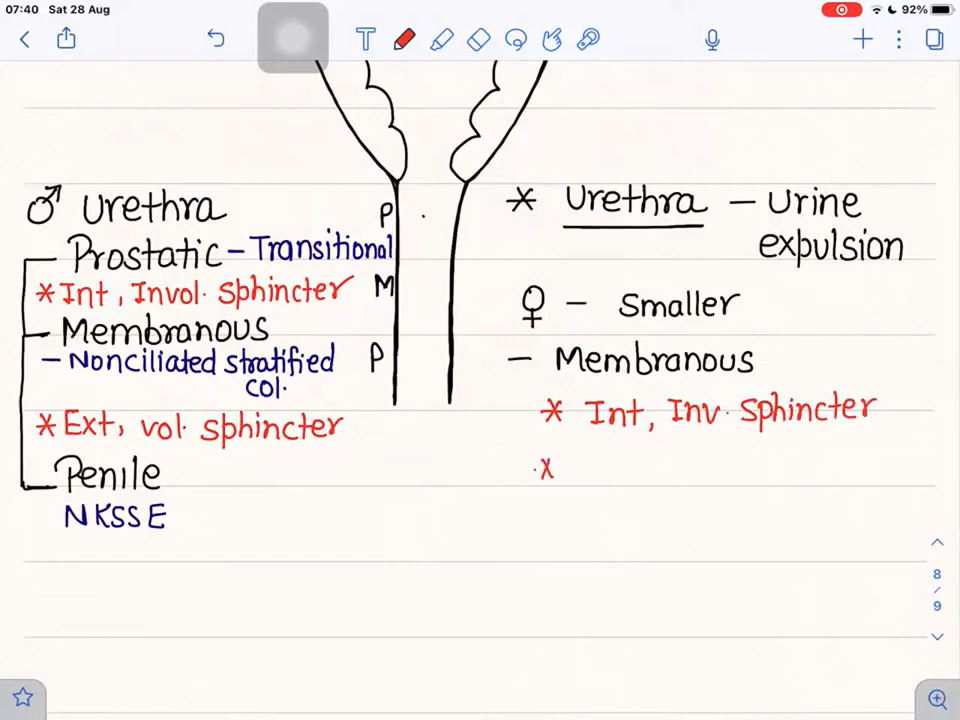 07:40 Sat 28 Aug
92%
T
♂ Urethra
Prostatic - Transitional
* Int, Invol. Sphincter
Membranous
- Nonciliated stratified
col.
* Ext, vol. sphincter
Penile
NKSSE
P
M
P
* Urethra - Urine
expulsion
♀ - Smaller
- Membranous
* Int, Inv. Sphincter
*
8
/
9